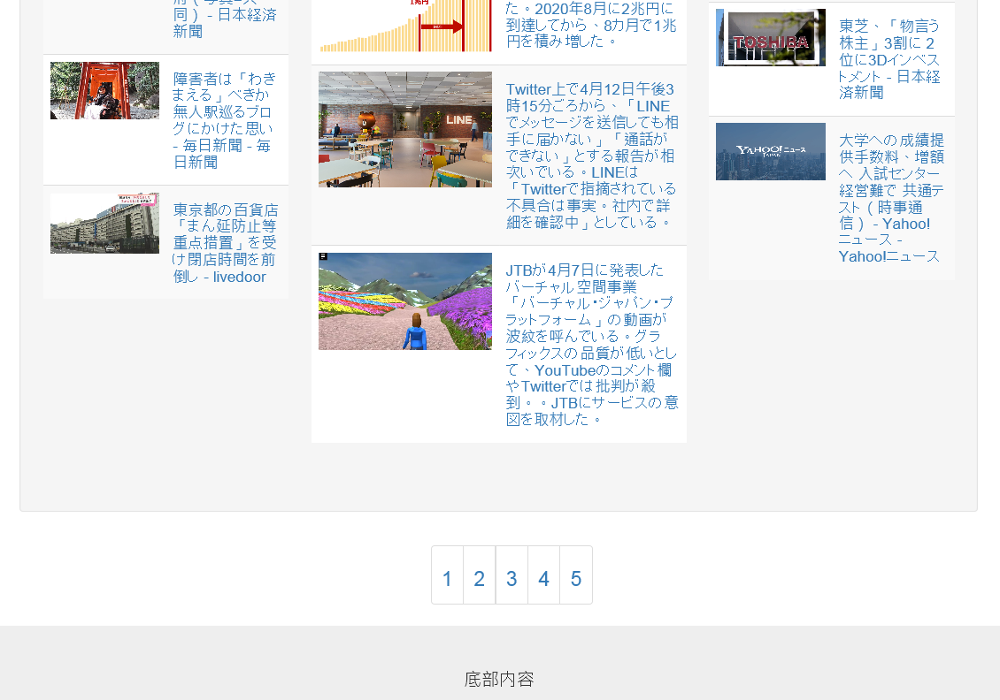 府（写真=共
同） - 日本経済
新聞
障害者は「わき
まえる」べきか
無人駅巡るブロ
グにかけた思い
- 毎日新聞 - 毎
日新聞
東京都の百貨店
「まん延防止等
重点措置」を受
け閉店時間を前
倒し - livedoor
1兆円
た。2020年8月に2兆円に
到達してから、8カ月で1兆
円を積み増した。
LINE
Twitter上で4月12日午後3
時15分ごろから、「LINE
でメッセージを送信しても相
手に届かない」「通話が
できない」とする報告が相
次いでいる。LINEは
「Twitterで指摘されている
不具合は事実。社内で詳
細を確認中」としている。
JTBが4月7日に発表した
バーチャル空間事業
「バーチャル・ジャパン・プ
ラットフォーム」の動画が
波紋を呼んでいる。グラ
フィックスの品質が低いとし
て、YouTubeのコメント欄
やTwitterでは批判が殺
到。。JTBにサービスの意
図を取材した。
TOSHIBA
東芝、「物言う
株主」3割に 2
位に3Dインベス
トメント - 日本経
済新聞
YAHOO!ニュース
JAPAN
大学への成績提
供手数料、増額
へ 入試センター
経営難で 共通テ
スト（時事通
信） - Yahoo!
ニュース -
Yahoo!ニュース
1 2 3 4 5
底部内容